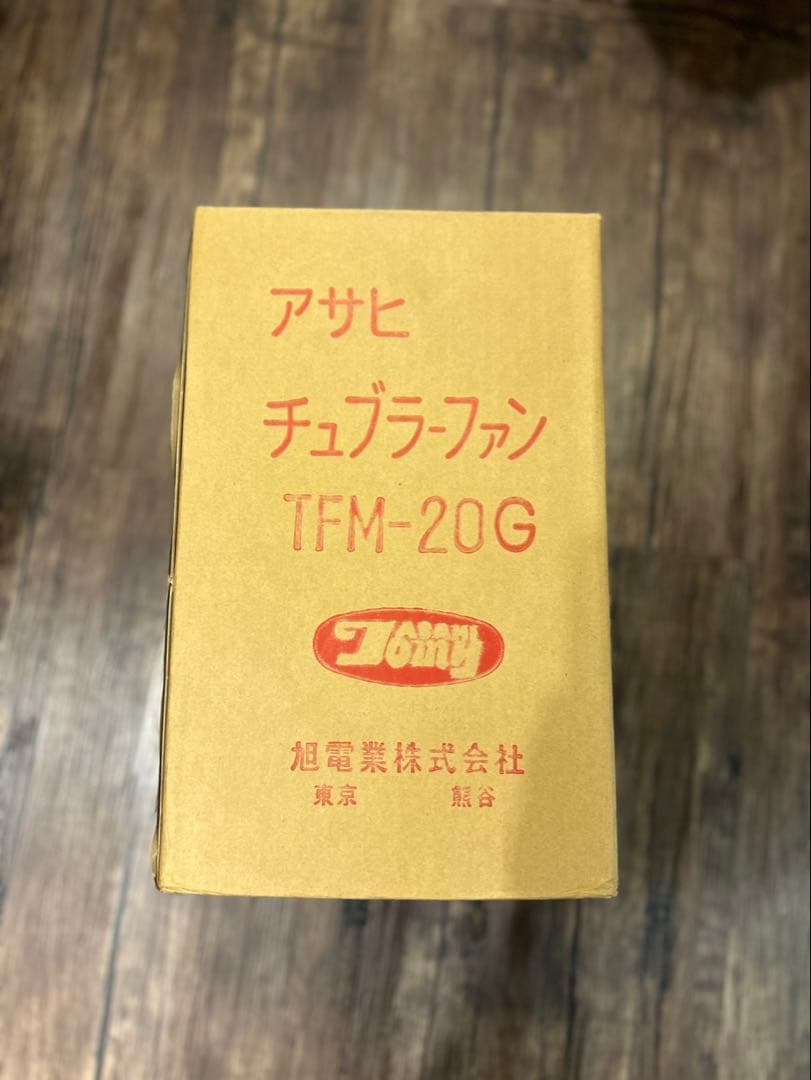 アサヒ
チュブラーファン
TFM-20G
旭電業株式会社
東京 熊谷